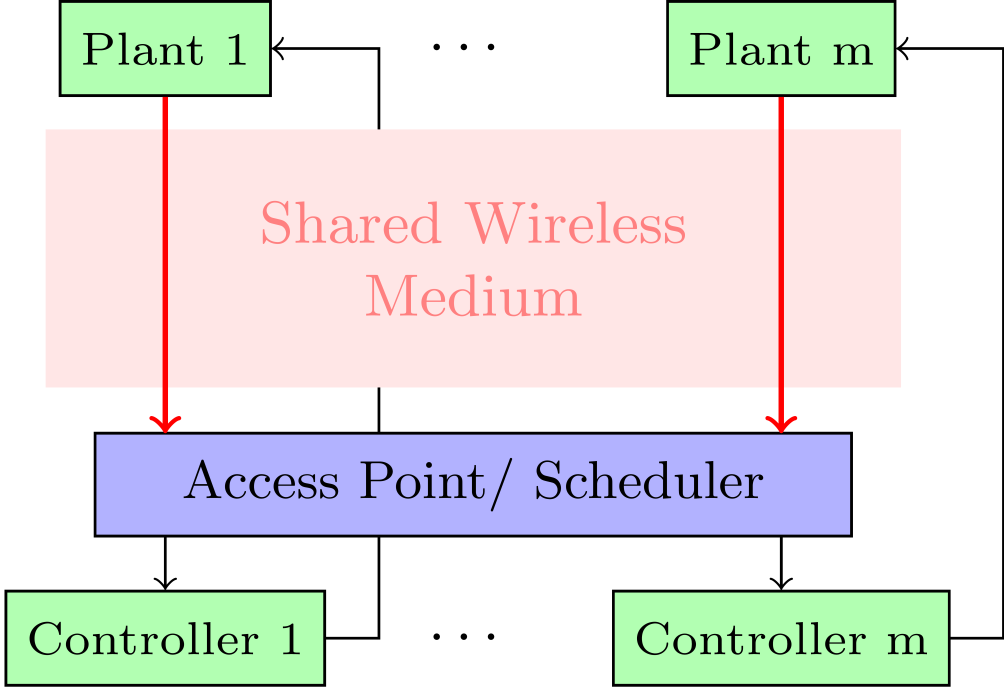 Plant 1 ··· Plant m
Shared Wireless
Medium
Access Point/ Scheduler
Controller 1 ··· Controller m